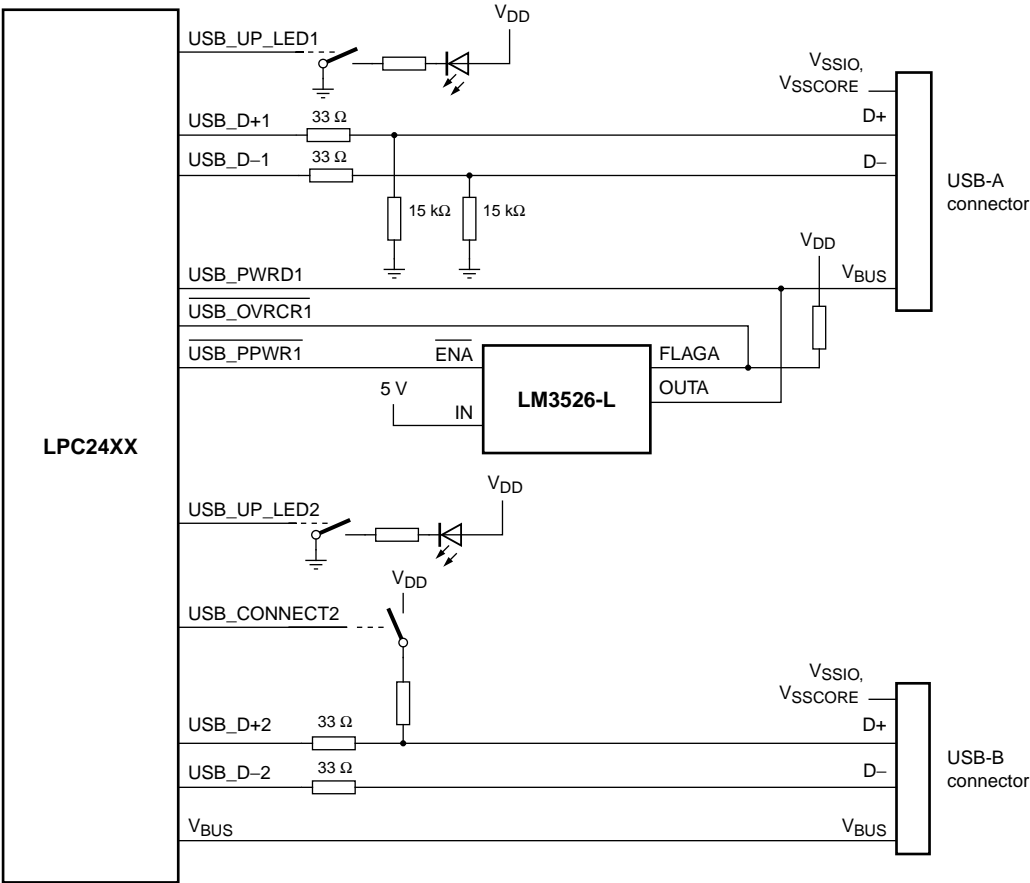 USB_UP_LED1
VDD
VSSIO,
VSSCORE
USB_D+1
33 Ω
D+
USB_D−1
33 Ω
D−
USB-A
connector
15 kΩ
15 kΩ
VDD
USB_PWRD1
VBUS
USB_OVRCR1
USB_PPWR1
ENA
FLAGA
5 V
IN
LM3526-L
OUTA
LPC24XX
VDD
USB_UP_LED2
VDD
USB_CONNECT2
VSSIO,
VSSCORE
USB_D+2
33 Ω
D+
USB_D−2
33 Ω
D−
USB-B
connector
VBUS
VBUS